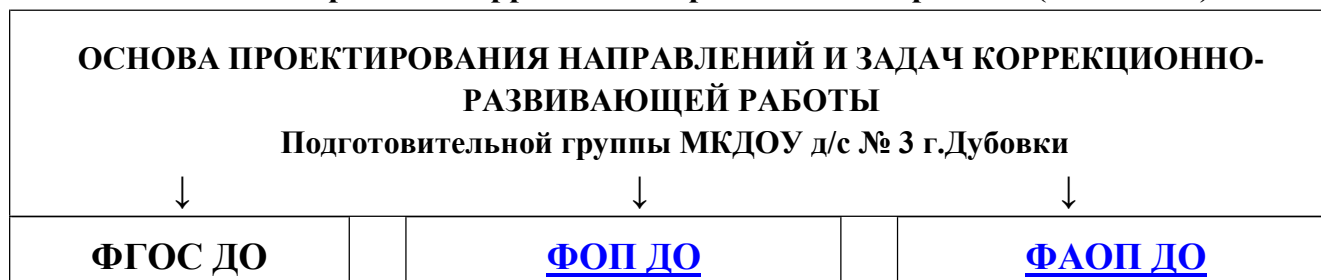 ОСНОВА ПРОЕКТИРОВАНИЯ НАПРАВЛЕНИЙ И ЗАДАЧ КОРРЕКЦИОННО-
РАЗВИВАЮЩЕЙ РАБОТЫ
Подготовительной группы МКДОУ д/с № 3 г.Дубовки
↓ ↓ ↓
ФГОС ДО ФОП ДО ФАОП ДО